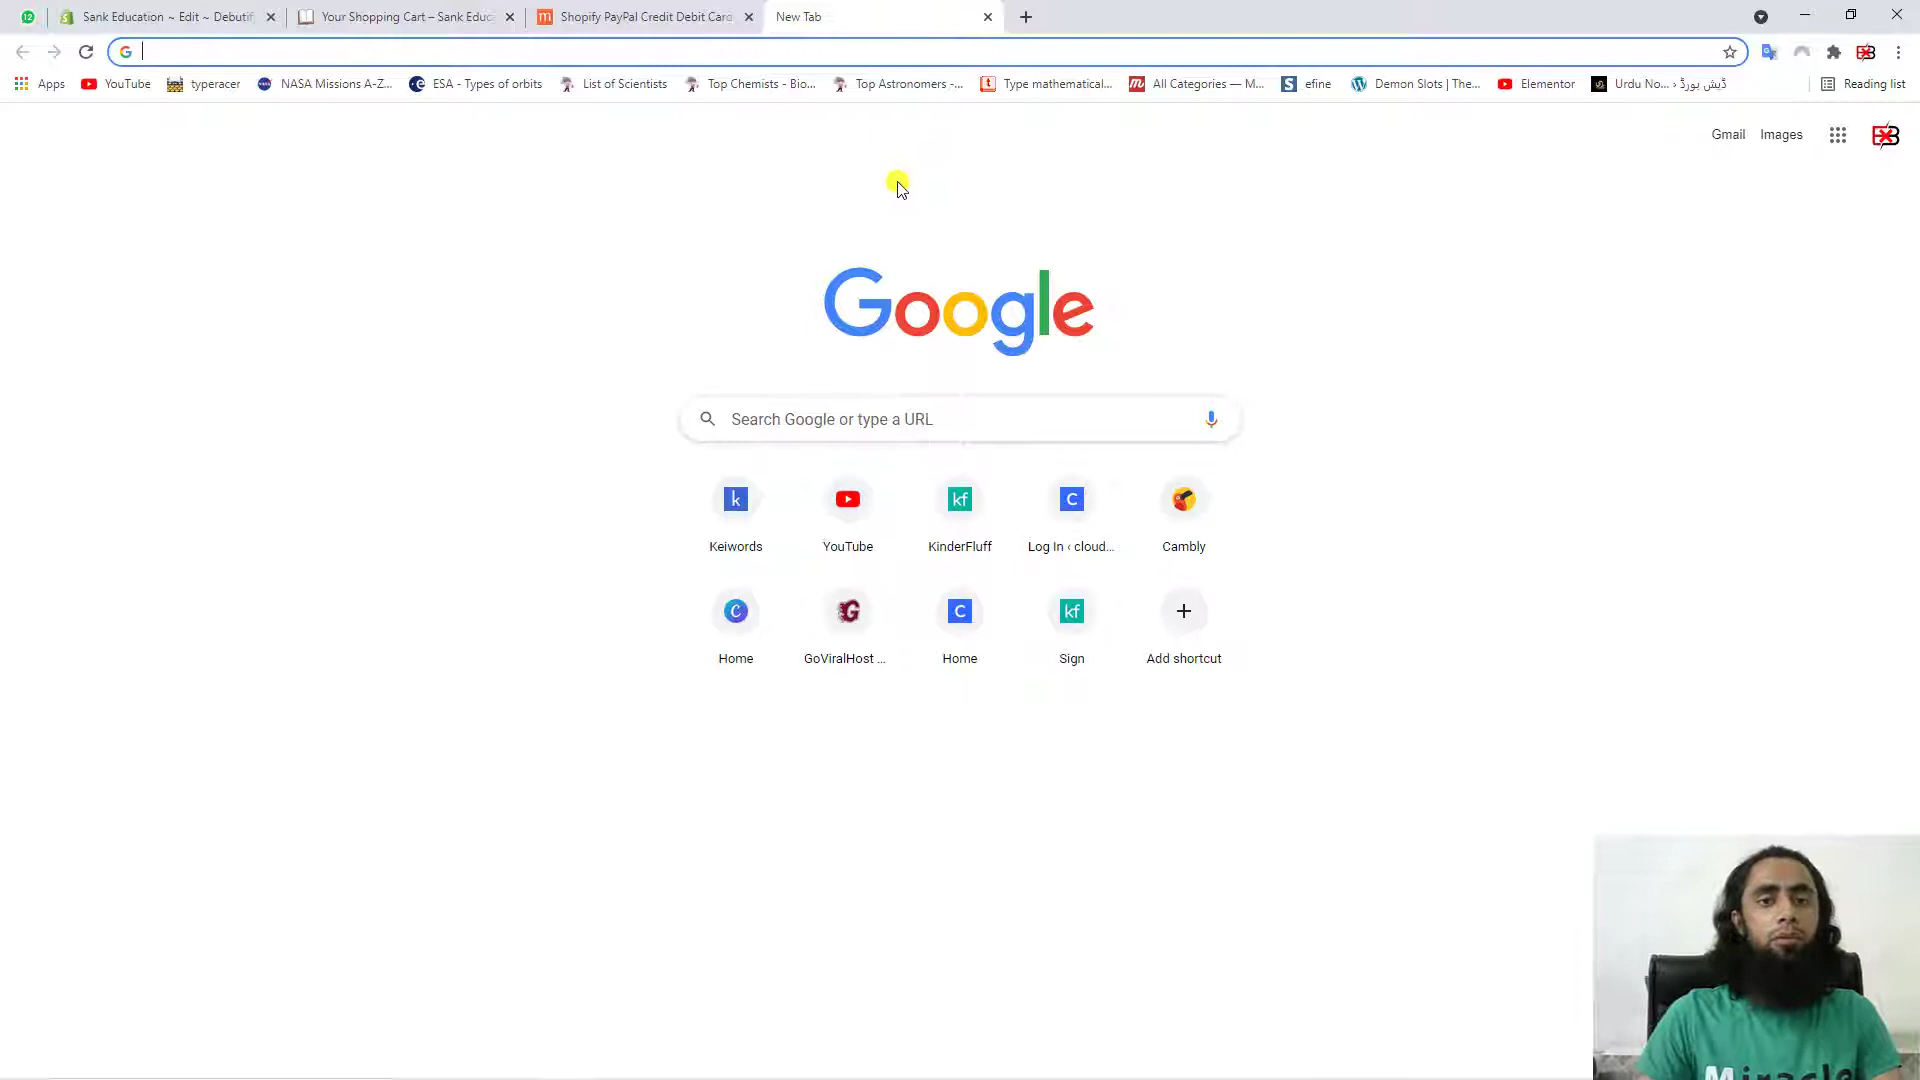 12
Sank Education ~ Edit ~ Debutif
Your Shopping Cart – Sank Educ
Shopify PayPal Credit Debit Card
New Tab
Apps
YouTube
typeracer
NASA Missions A-Z...
ESA - Types of orbits
List of Scientists
Top Chemists - Bio...
Top Astronomers -...
Type mathematical...
All Categories — M...
efine
Demon Slots | The...
Elementor
Urdu No... ‹ ڈیش بورڈ
Reading list
Gmail
Images
Google
Search Google or type a URL
Keiwords
YouTube
KinderFluff
Log In ‹ cloud...
Cambly
Home
GoViralHost ...
Home
Sign
Add shortcut
Miracle